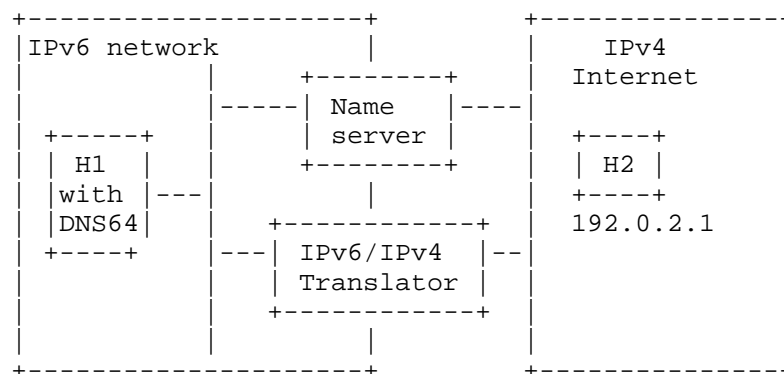 IPv6 network
IPv4
Internet
Name
server
H1
with
DNS64
H2
192.0.2.1
IPv6/IPv4
Translator